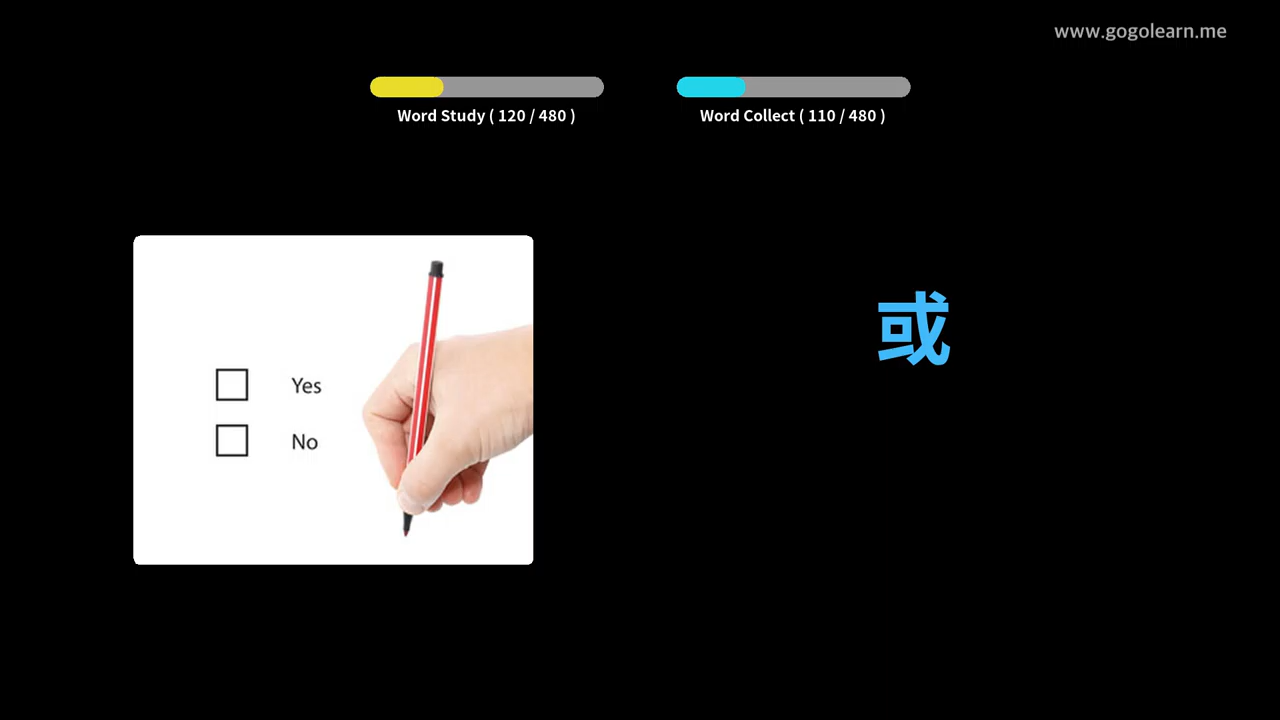 www.gogolearn.me
Word Study ( 120 / 480 )
Word Collect ( 110 / 480 )
或
Yes
No